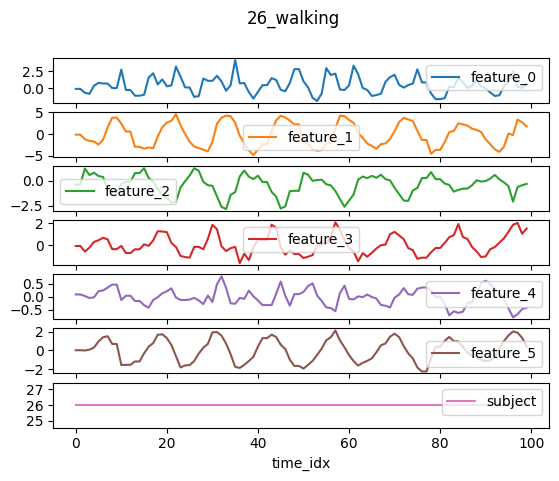 26_walking
2.5
0.0
feature_0
5
0
−5
feature_1
0.0
−2.5
feature_2
2
0
feature_3
0.5
0.0
−0.5
feature_4
2
0
−2
feature_5
27
26
25
subject
0 20 40 60 80 100
time_idx